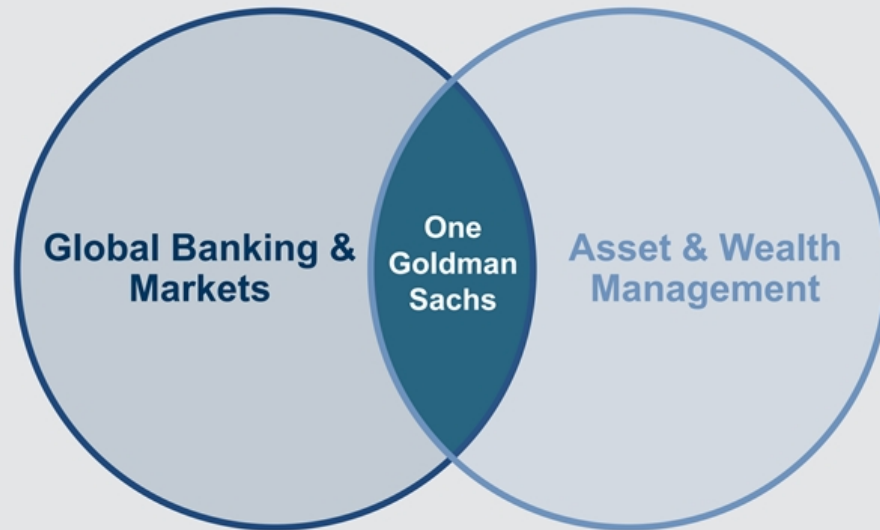 Global Banking &
Markets
One
Goldman
Sachs
Asset & Wealth
Management